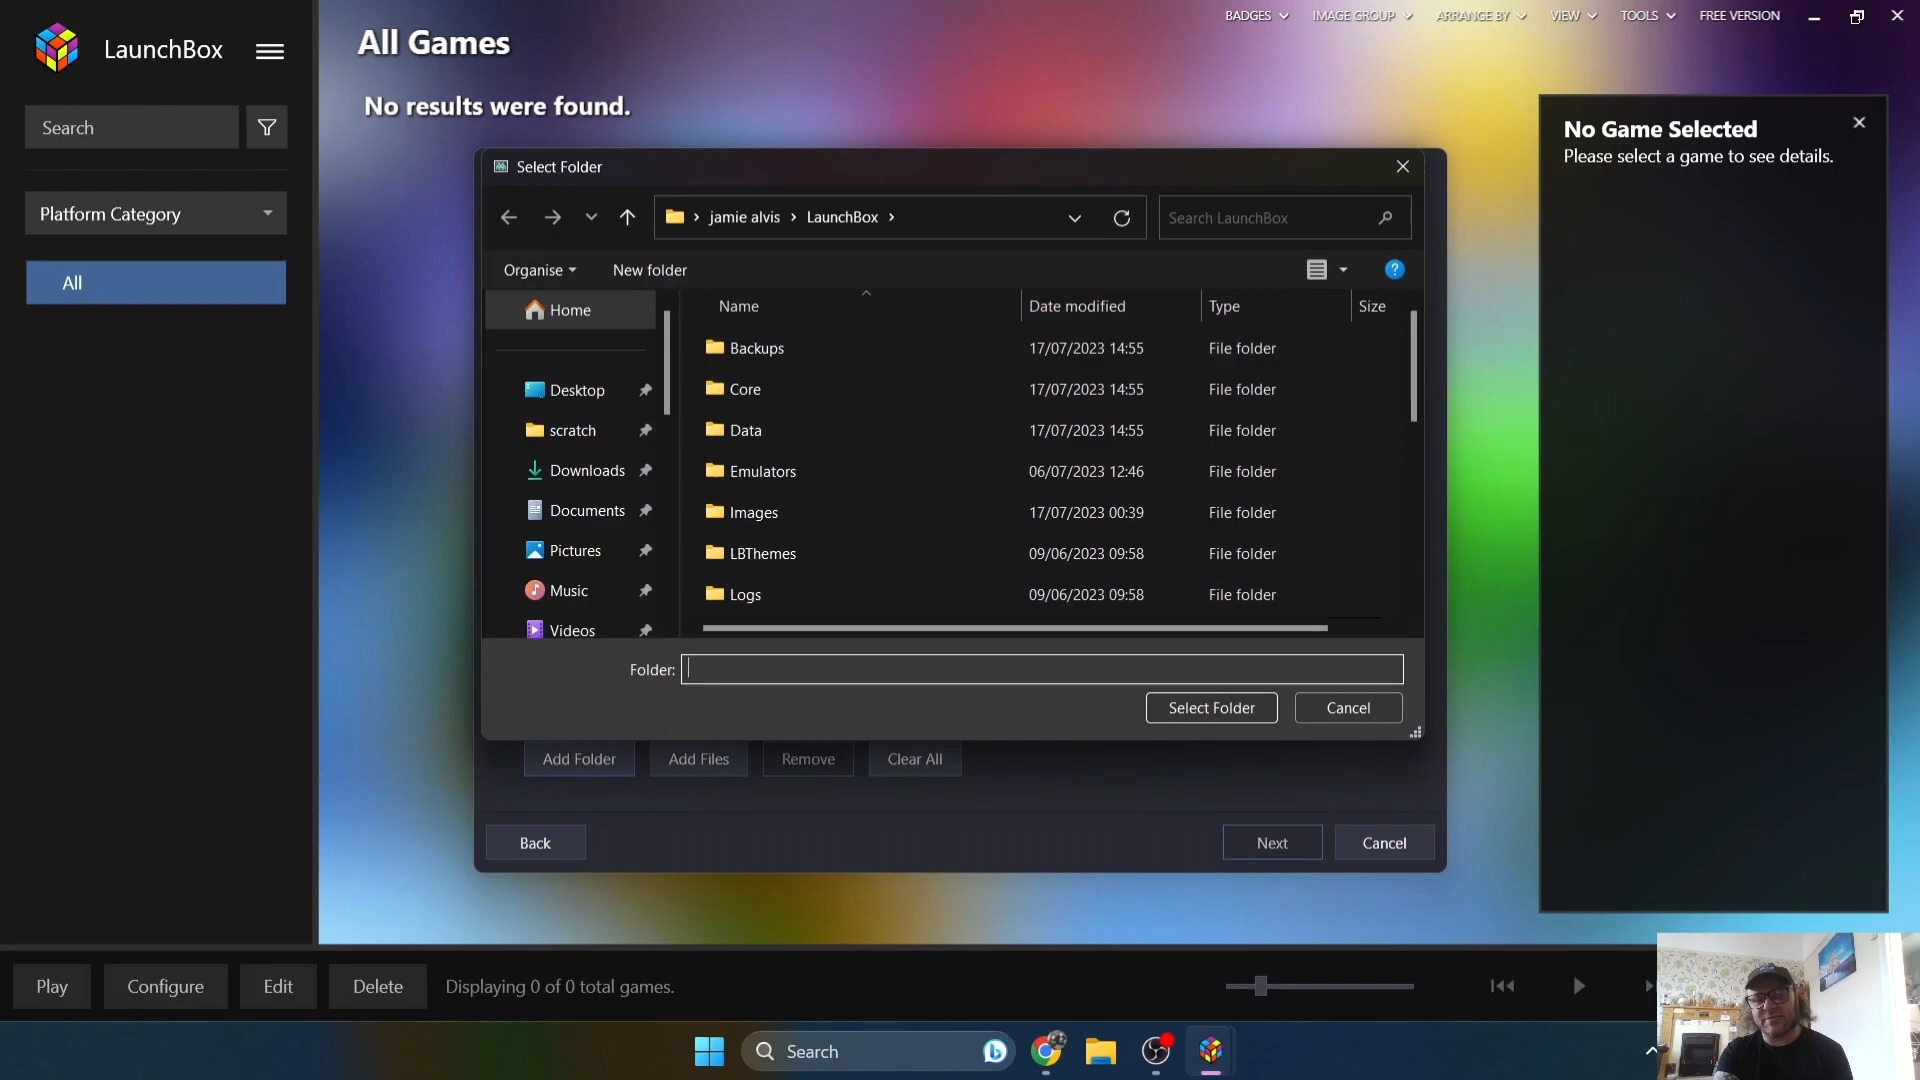 LaunchBox
BADGES IMAGE GROUP ARRANGE BY VIEW TOOLS FREE VERSION
All Games
No results were found.
Search
Platform Category
All
No Game Selected
Please select a game to see details.
Select Folder
jamie alvis LaunchBox
Search LaunchBox
Organise New folder
Home
Desktop
scratch
Downloads
Documents
Pictures
Music
Videos
Name Date modified Type Size
Backups 17/07/2023 14:55 File folder
Core 17/07/2023 14:55 File folder
Data 17/07/2023 14:55 File folder
Emulators 06/07/2023 12:46 File folder
Images 17/07/2023 00:39 File folder
LBThemes 09/06/2023 09:58 File folder
Logs 09/06/2023 09:58 File folder
Folder:
Select Folder Cancel
Add Folder Add Files Remove Clear All
Back Next Cancel
Play Configure Edit Delete Displaying 0 of 0 total games.
Search